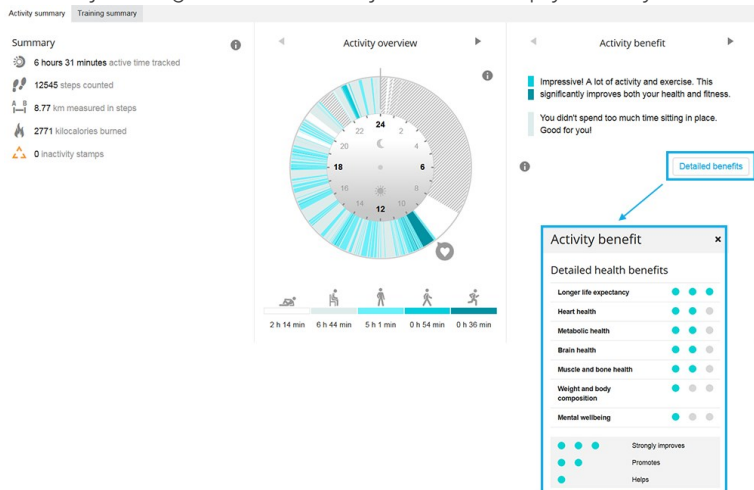 Activity summary
Training summary
Summary
6 hours 31 minutes active time tracked
12545 steps counted
A B
8.77 km measured in steps
2771 kilocalories burned
0 inactivity stamps
Activity overview
24
22
2
20
4
18
6
16
8
14
10
12
2 h 14 min
6 h 44 min
5 h 1 min
0 h 54 min
0 h 36 min
Activity benefit
Impressive! A lot of activity and exercise. This
significantly improves both your health and fitness.
You didn't spend too much time sitting in place.
Good for you!
Detailed benefits
Activity benefit
Detailed health benefits
Longer life expectancy
Heart health
Metabolic health
Brain health
Muscle and bone health
Weight and body
composition
Mental wellbeing
Strongly improves
Promotes
Helps